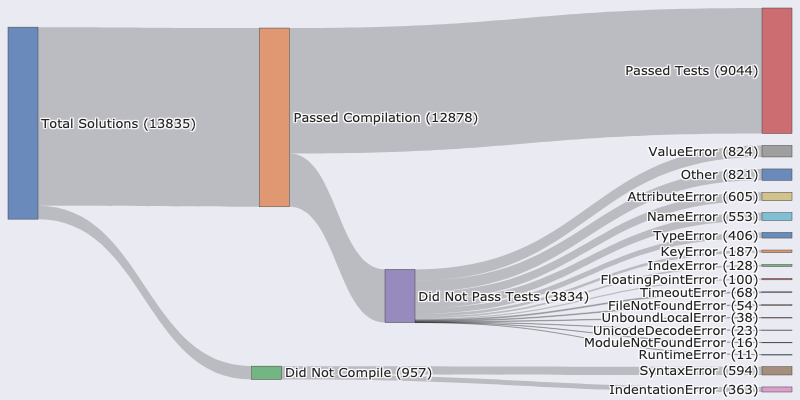 Total Solutions (13835)
Passed Compilation (12878)
Passed Tests (9044)
ValueError (824)
Other (821)
AttributeError (605)
NameError (553)
TypeError (406)
KeyError (187)
IndexError (128)
FloatingPointError (100)
Did Not Pass Tests (3834)
TimeoutError (68)
FileNotFoundError (54)
UnboundLocalError (38)
UnicodeDecodeError (23)
ModuleNotFoundError (16)
RuntimeError (11)
Did Not Compile (957)
SyntaxError (594)
IndentationError (363)